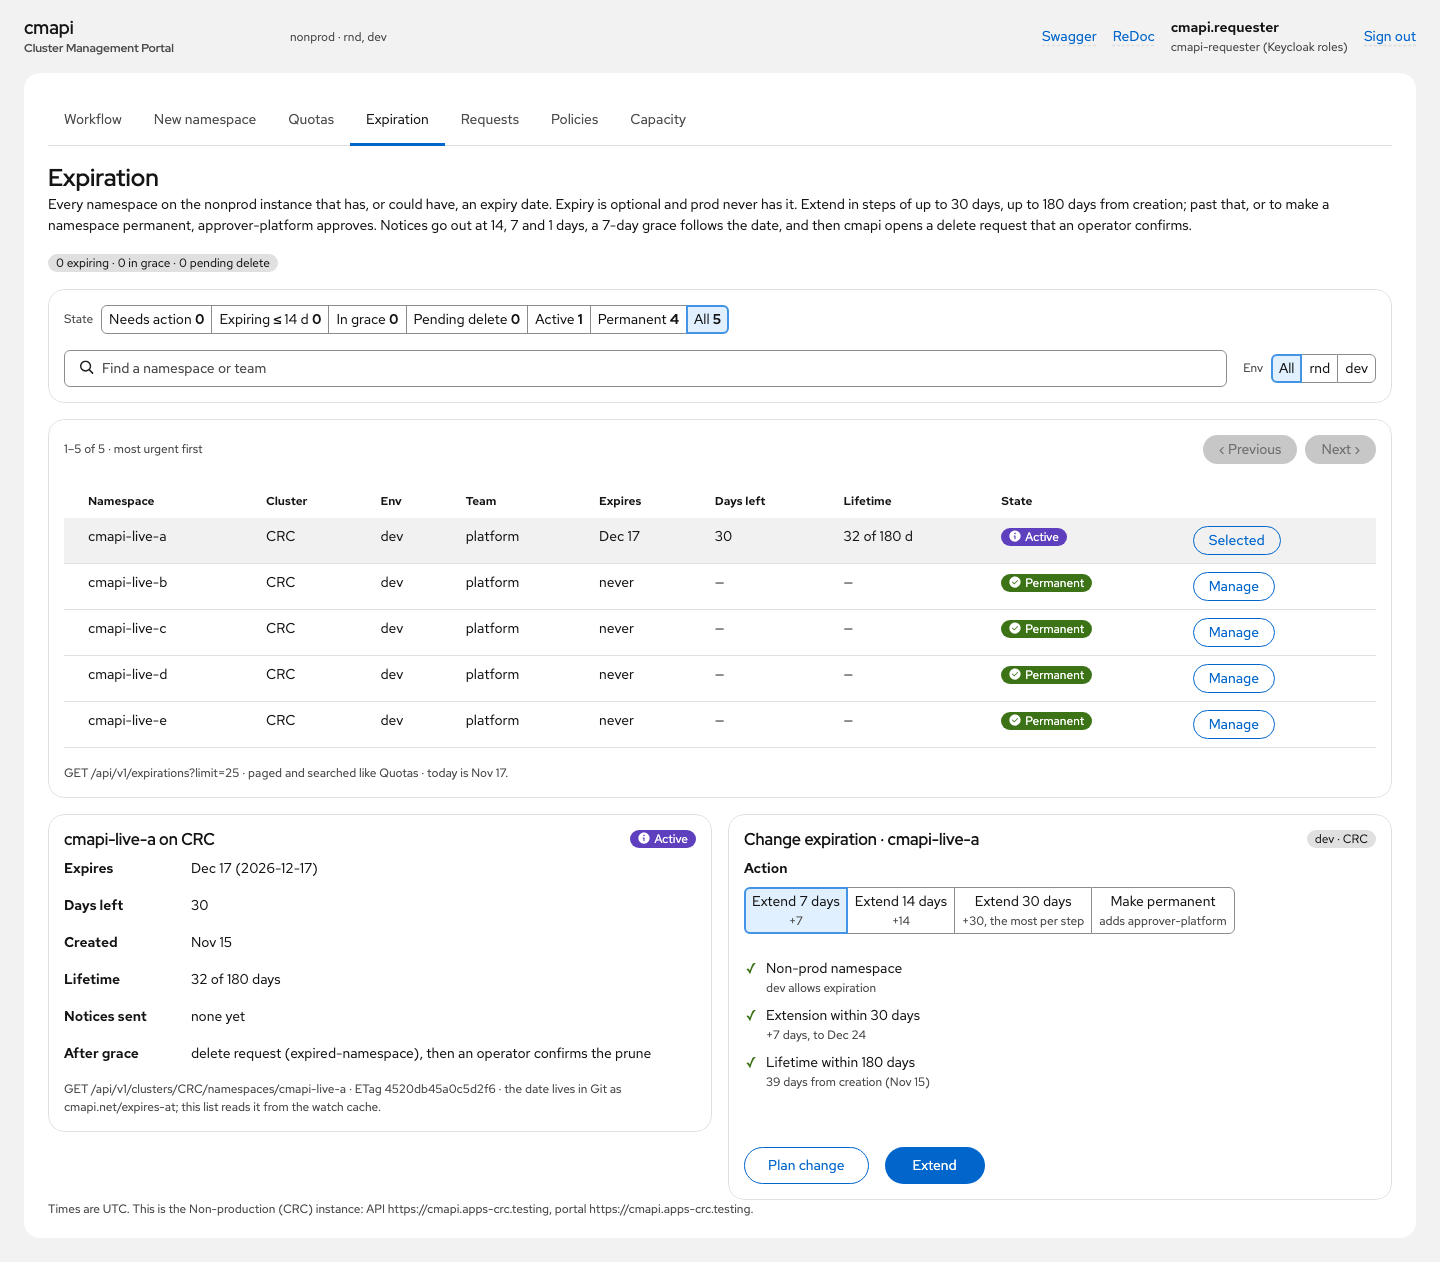 cmapi
Cluster Management Portal
nonprod · rnd, dev
Swagger
ReDoc
cmapi.requester
cmapi-requester (Keycloak roles)
Sign out
Workflow
New namespace
Quotas
Expiration
Requests
Policies
Capacity
Expiration
Every namespace on the nonprod instance that has, or could have, an expiry date. Expiry is optional and prod never has it. Extend in steps of up to 30 days, up to 180 days from creation; past that, or to make a
namespace permanent, approver-platform approves. Notices go out at 14, 7 and 1 days, a 7-day grace follows the date, and then cmapi opens a delete request that an operator confirms.
0 expiring · 0 in grace · 0 pending delete
State Needs action 0 Expiring ≤ 14 d 0 In grace 0 Pending delete 0 Active 1 Permanent 4 All 5
Find a namespace or team
Env All rnd dev
1–5 of 5 · most urgent first
‹ Previous Next ›
Namespace Cluster Env Team Expires Days left Lifetime State
cmapi-live-a CRC dev platform Dec 17 30 32 of 180 d Active Selected
cmapi-live-b CRC dev platform never – – Permanent Manage
cmapi-live-c CRC dev platform never – – Permanent Manage
cmapi-live-d CRC dev platform never – – Permanent Manage
cmapi-live-e CRC dev platform never – – Permanent Manage
GET /api/v1/expirations?limit=25 · paged and searched like Quotas · today is Nov 17.
cmapi-live-a on CRC Active
Expires Dec 17 (2026-12-17)
Days left 30
Created Nov 15
Lifetime 32 of 180 days
Notices sent none yet
After grace delete request (expired-namespace), then an operator confirms the prune
GET /api/v1/clusters/CRC/namespaces/cmapi-live-a · ETag 4520db45a0c5d2f6 · the date lives in Git as
cmapi.net/expires-at; this list reads it from the watch cache.
Change expiration · cmapi-live-a dev · CRC
Action
Extend 7 days Extend 14 days Extend 30 days Make permanent
+7 +14 +30, the most per step adds approver-platform
✓ Non-prod namespace
dev allows expiration
✓ Extension within 30 days
+7 days, to Dec 24
✓ Lifetime within 180 days
39 days from creation (Nov 15)
Plan change Extend
Times are UTC. This is the Non-production (CRC) instance: API https://cmapi.apps-crc.testing, portal https://cmapi.apps-crc.testing.